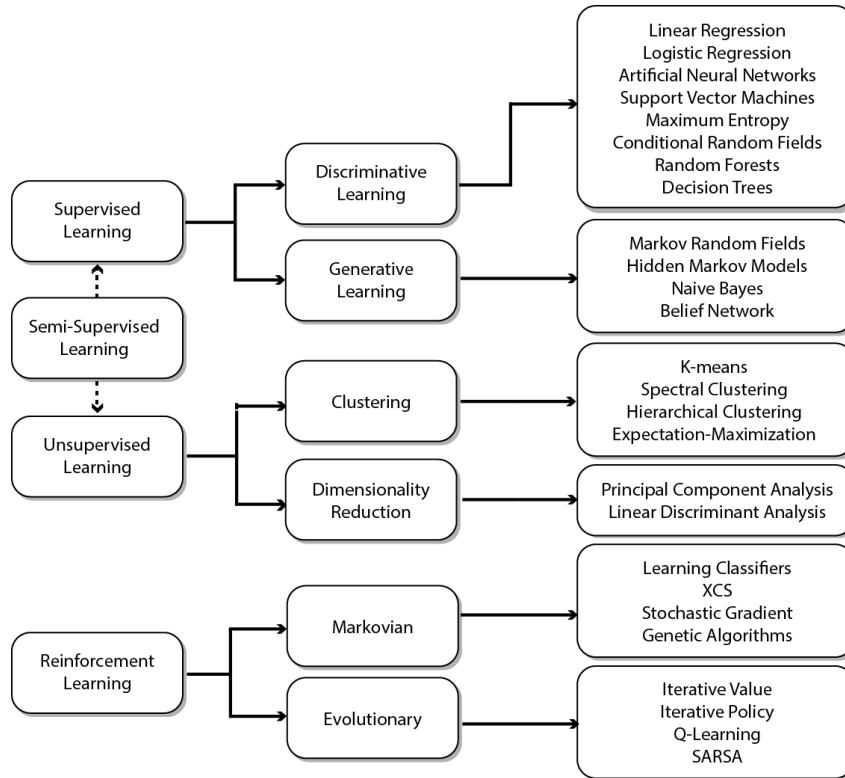 Supervised
Learning
Semi-Supervised
Learning
Unsupervised
Learning
Reinforcement
Learning
Discriminative
Learning
Generative
Learning
Clustering
Dimensionality
Reduction
Markovian
Evolutionary
Linear Regression
Logistic Regression
Artificial Neural Networks
Support Vector Machines
Maximum Entropy
Conditional Random Fields
Random Forests
Decision Trees
Markov Random Fields
Hidden Markov Models
Naive Bayes
Belief Network
K-means
Spectral Clustering
Hierarchical Clustering
Expectation-Maximization
Principal Component Analysis
Linear Discriminant Analysis
Learning Classifiers
XCS
Stochastic Gradient
Genetic Algorithms
Iterative Value
Iterative Policy
Q-Learning
SARSA